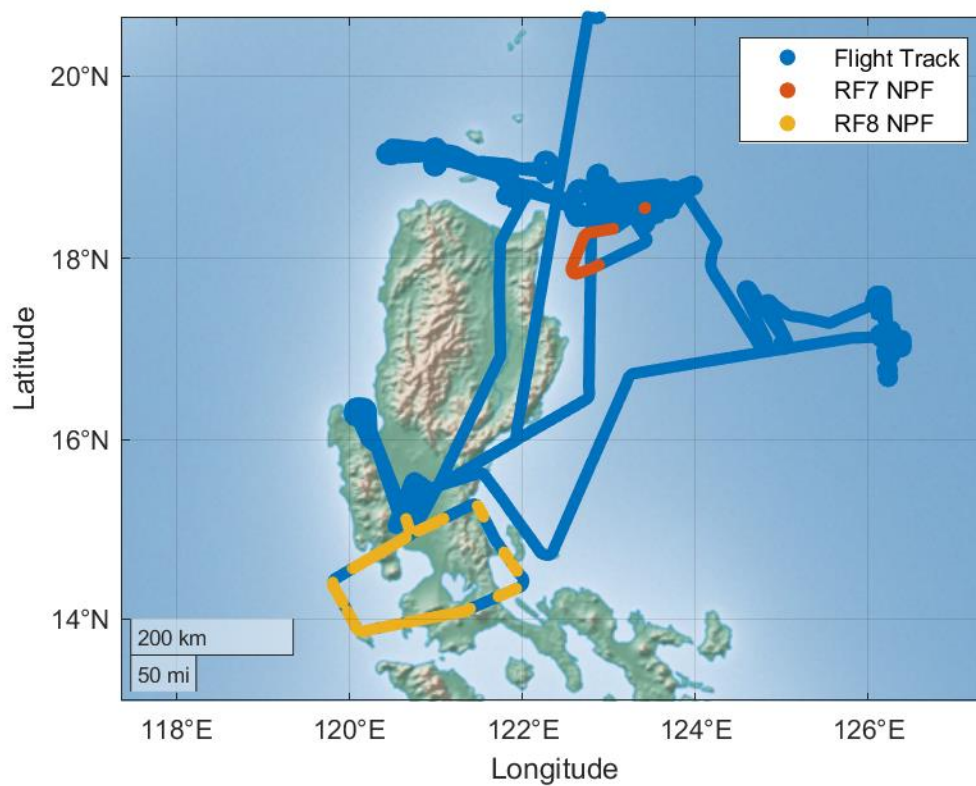 Flight Track
RF7 NPF
RF8 NPF
20°N
18°N
16°N
14°N
Latitude
200 km
50 mi
118°E
120°E
122°E
124°E
126°E
Longitude